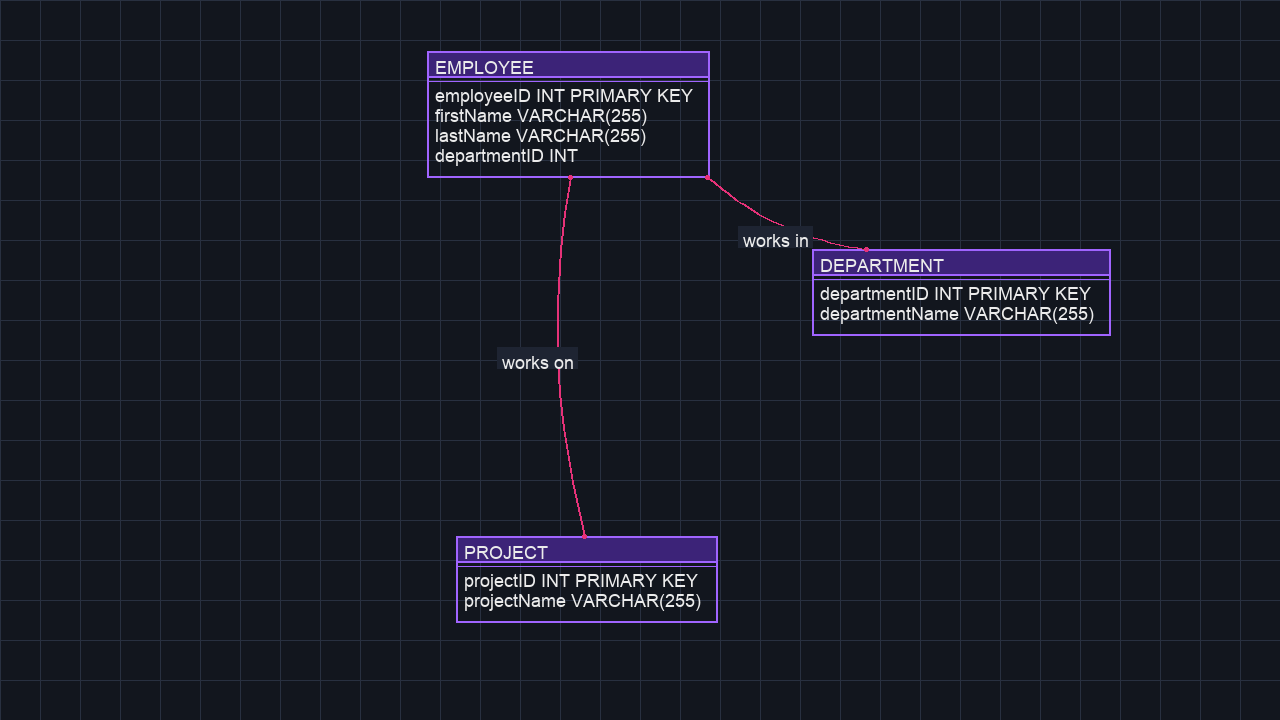 EMPLOYEE
employeeID INT PRIMARY KEY
firstName VARCHAR(255)
lastName VARCHAR(255)
departmentID INT
works in
DEPARTMENT
departmentID INT PRIMARY KEY
departmentName VARCHAR(255)
works on
PROJECT
projectID INT PRIMARY KEY
projectName VARCHAR(255)